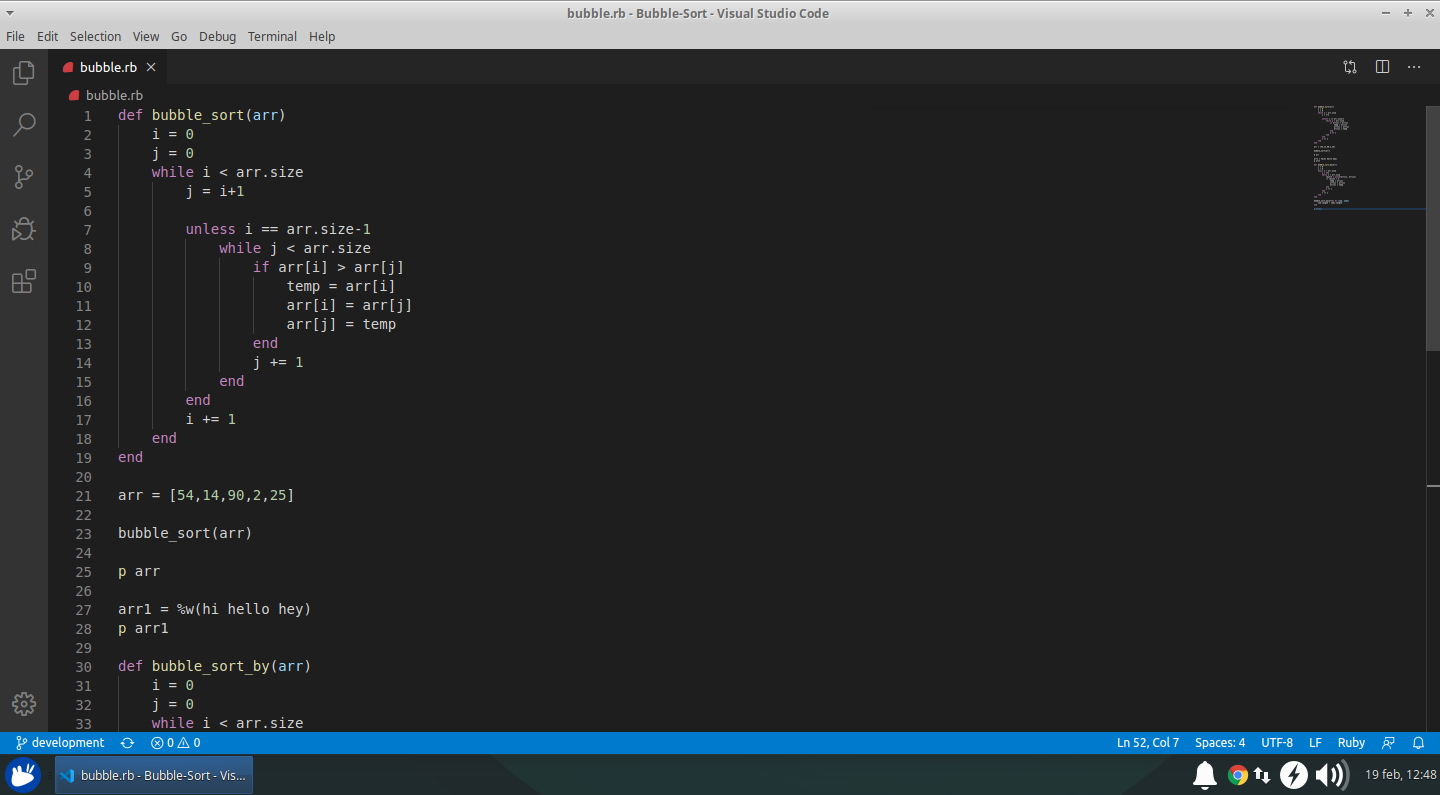 bubble.rb - Bubble-Sort - Visual Studio Code
File Edit Selection View Go Debug Terminal Help
bubble.rb
bubble.rb
1 def bubble_sort(arr)
2     i = 0
3     j = 0
4     while i < arr.size
5         j = i+1
6
7         unless i == arr.size-1
8             while j < arr.size
9                 if arr[i] > arr[j]
10                     temp = arr[i]
11                     arr[i] = arr[j]
12                     arr[j] = temp
13                 end
14                 j += 1
15             end
16         end
17         i += 1
18     end
19 end
20
21 arr = [54,14,90,2,25]
22
23 bubble_sort(arr)
24
25 p arr
26
27 arr1 = %w(hi hello hey)
28 p arr1
29
30 def bubble_sort_by(arr)
31     i = 0
32     j = 0
33     while i < arr.size
development 0 0 Ln 52, Col 7 Spaces: 4 UTF-8 LF Ruby
bubble.rb - Bubble-Sort - Vis... 19 feb, 12:48